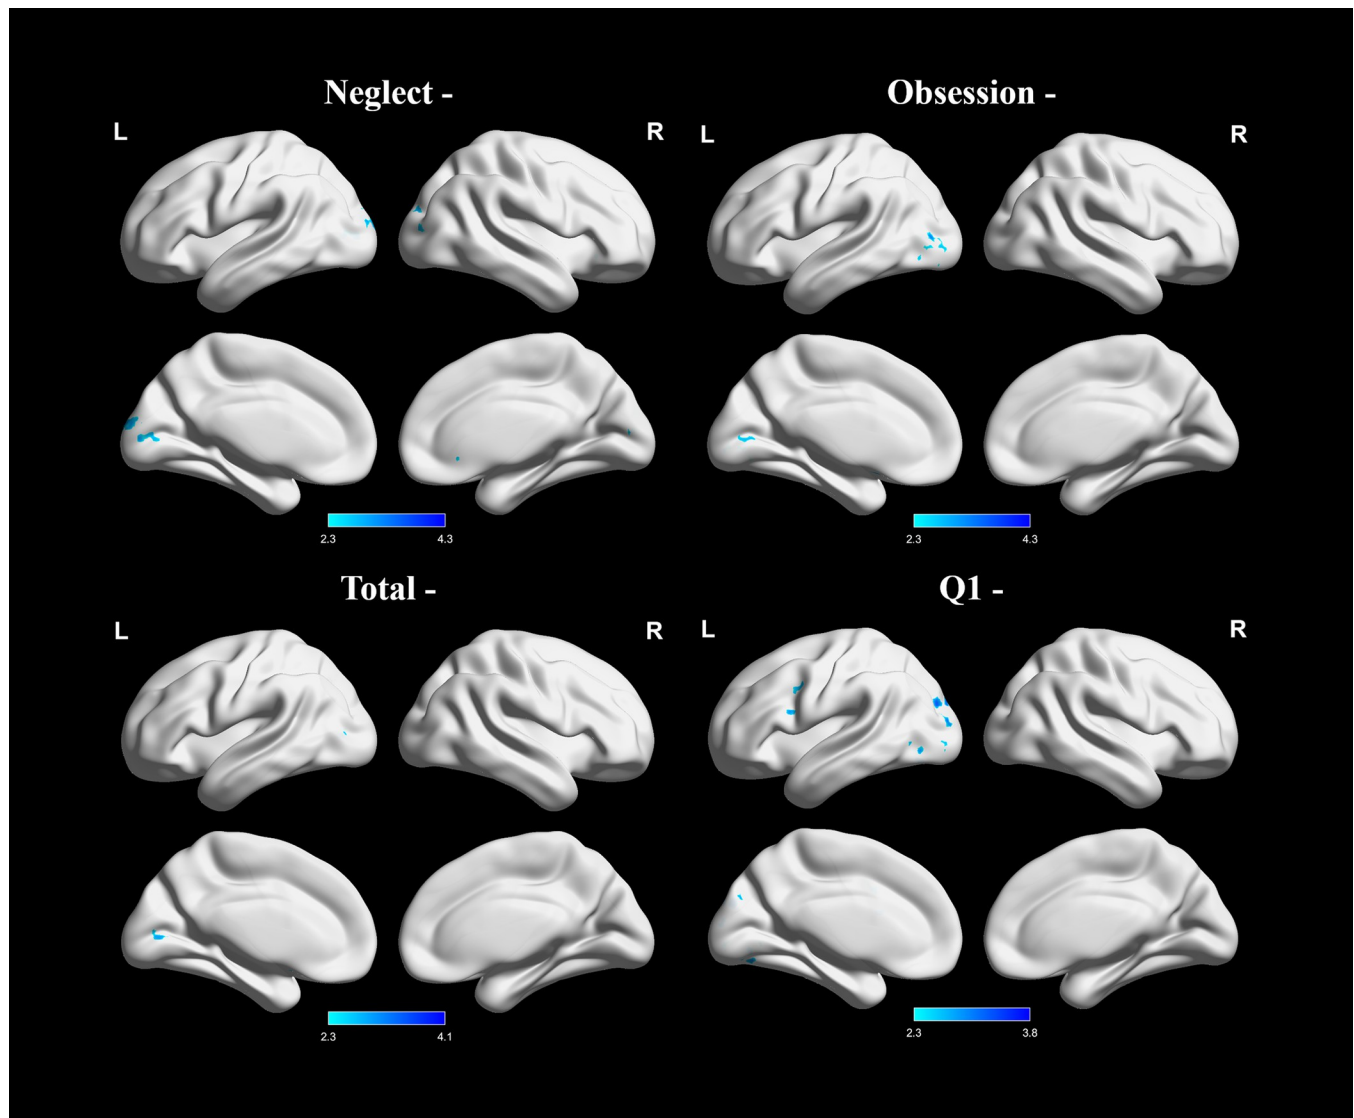 Neglect -
L
R
2.3
4.3
Obsession -
L
R
2.3
4.3
Total -
L
R
2.3
4.1
Q1 -
L
R
2.3
3.8